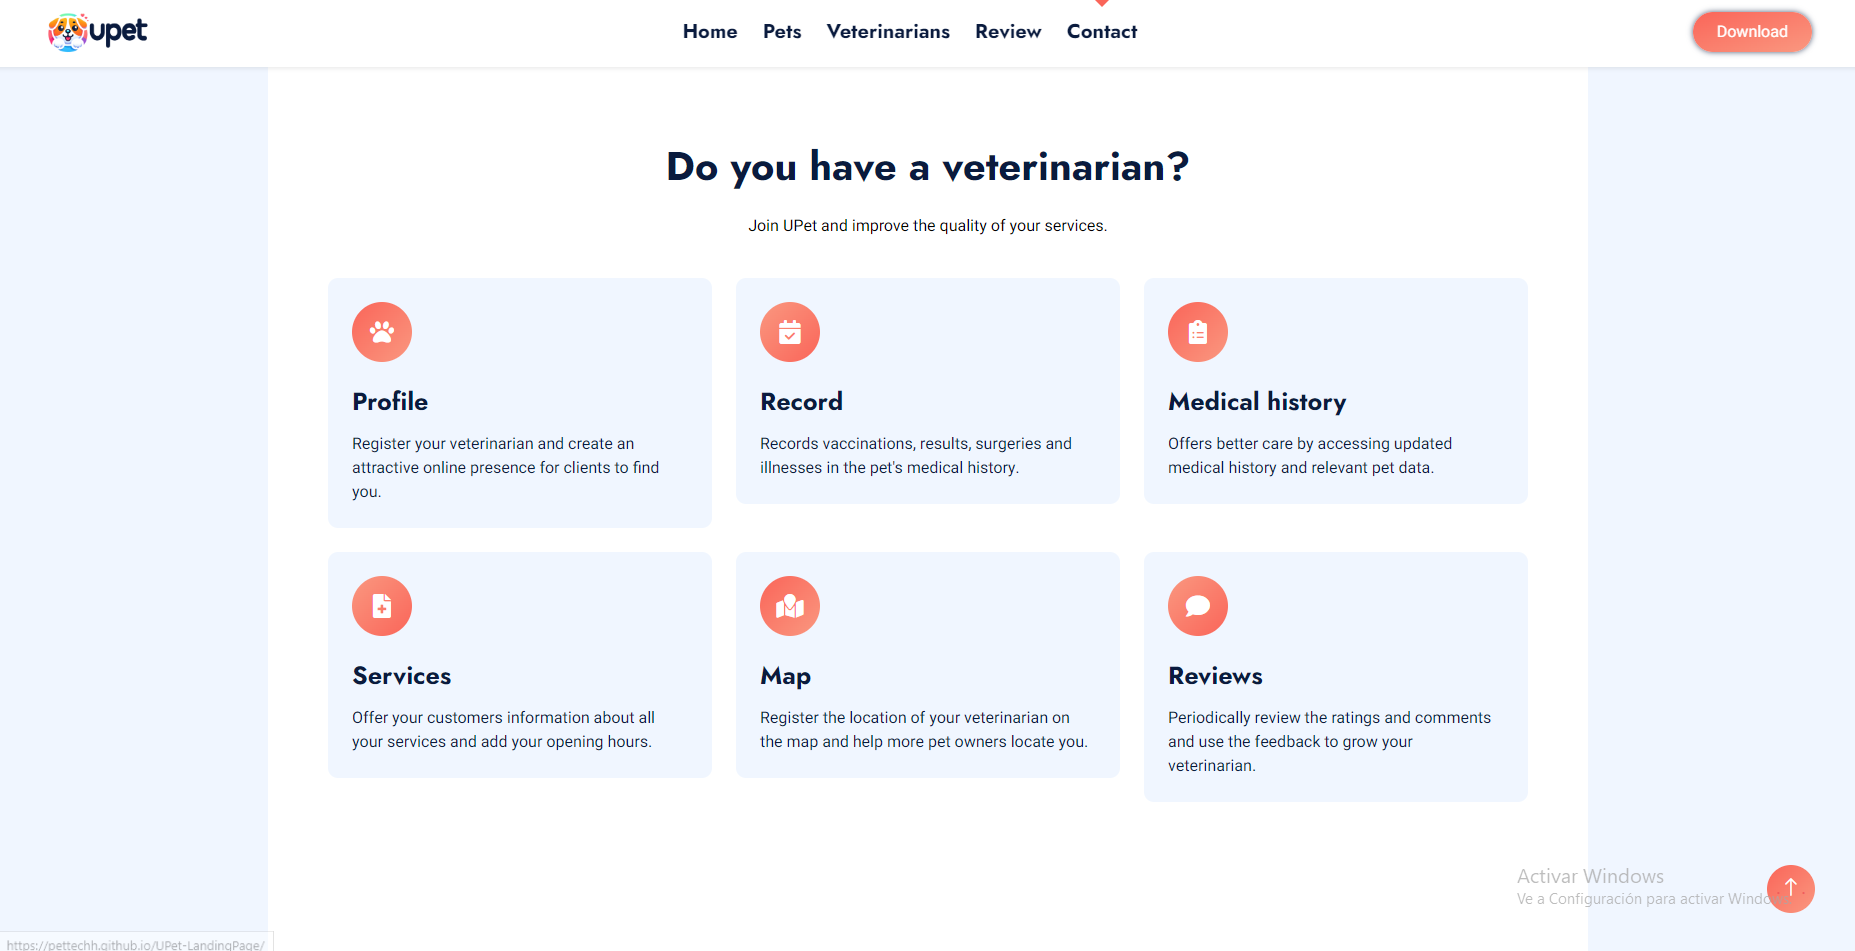 upet
Home Pets Veterinarians Review Contact
Download
Do you have a veterinarian?
Join UPet and improve the quality of your services.
Profile
Register your veterinarian and create an
attractive online presence for clients to find
you.
Record
Records vaccinations, results, surgeries and
illnesses in the pet's medical history.
Medical history
Offers better care by accessing updated
medical history and relevant pet data.
Services
Offer your customers information about all
your services and add your opening hours.
Map
Register the location of your veterinarian on
the map and help more pet owners locate you.
Reviews
Periodically review the ratings and comments
and use the feedback to grow your
veterinarian.
Activar Windows
Ve a Configuración para activar
https://pettechh.github.io/UPet-LandingPage/